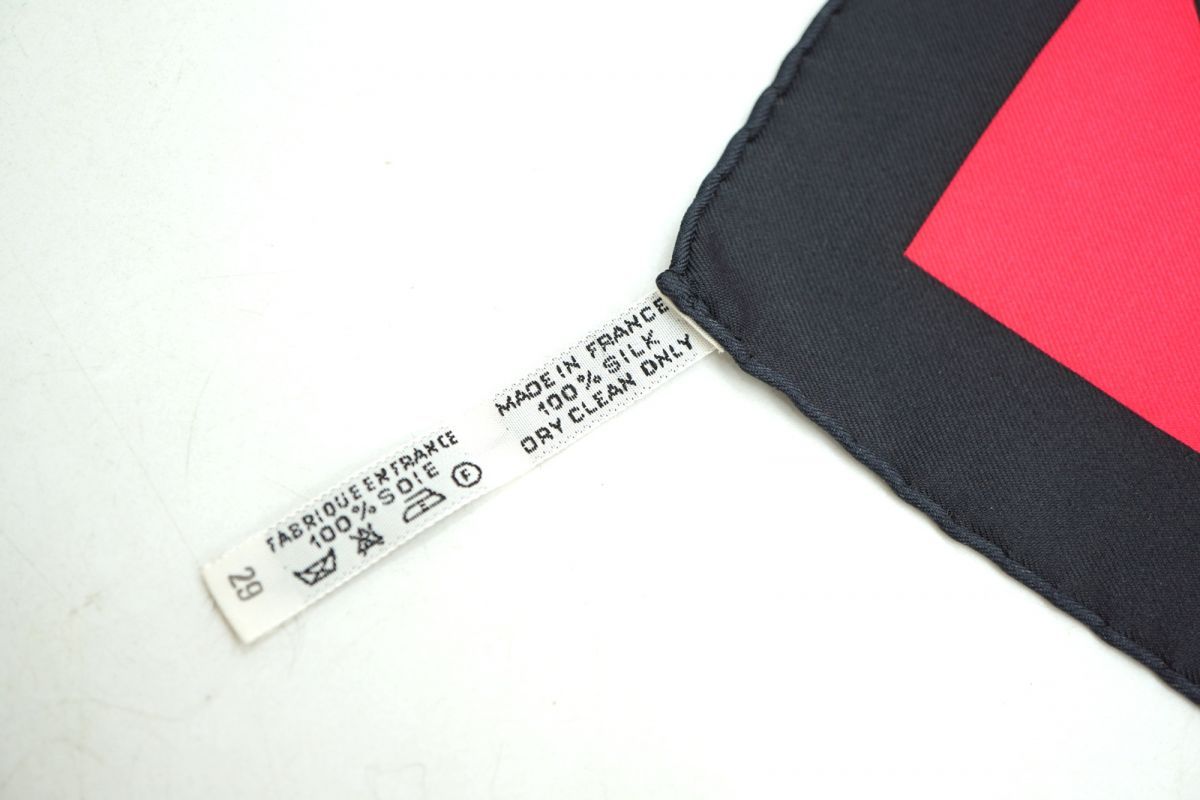 MADE IN FRANCE
100% SILK
DRY CLEAN ONLY
FABRIQUE EN FRANCE
100% SOIE
F
29